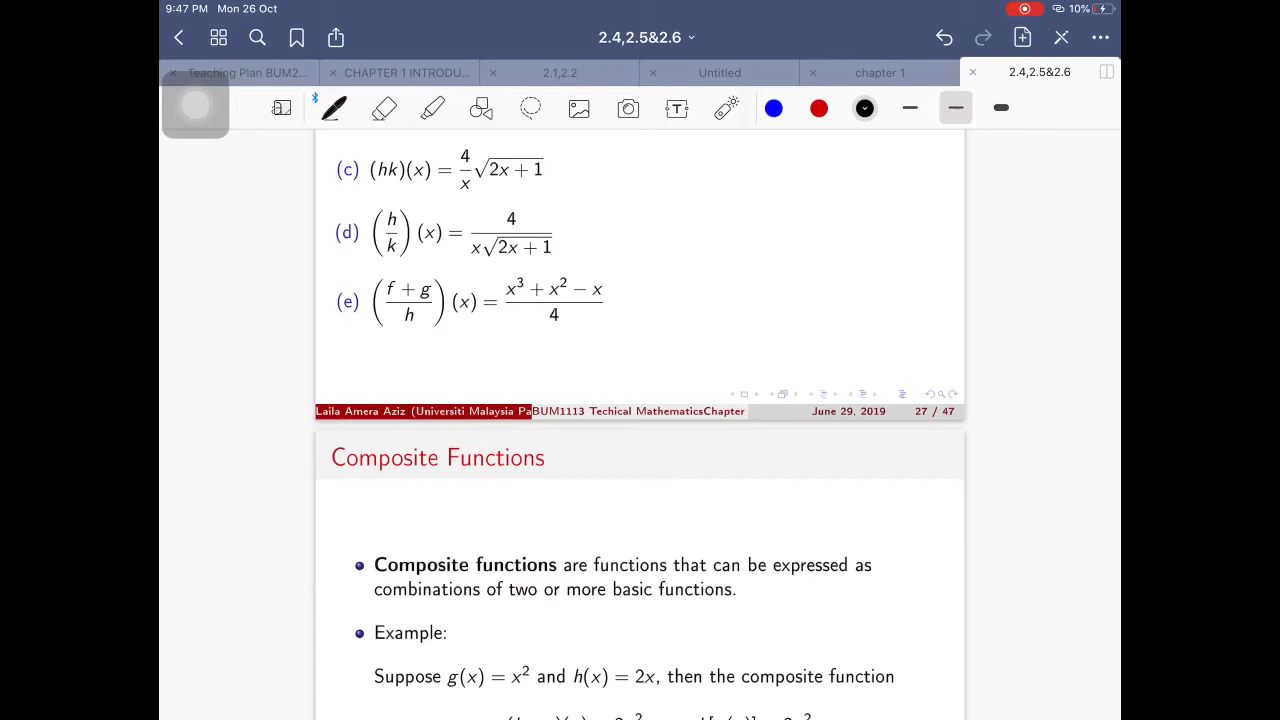 9:47 PM Mon 26 Oct
10%
2.4,2.5&2.6
Teaching Plan BUM2...
CHAPTER 1 INTRODU...
2.1,2.2
Untitled
chapter 1
2.4,2.5&2.6
(c) (hk)(x) = 4/x √(2x + 1)
(d) (h/k)(x) = 4/(x√(2x + 1))
(e) ((f + g)/h)(x) = (x³ + x² − x)/4
Laila Amera Aziz (Universiti Malaysia Pa BUM1113 Techical MathematicsChapter June 29, 2019 27 / 47
Composite Functions
Composite functions are functions that can be expressed as
combinations of two or more basic functions.
Example:
Suppose g(x) = x² and h(x) = 2x, then the composite function